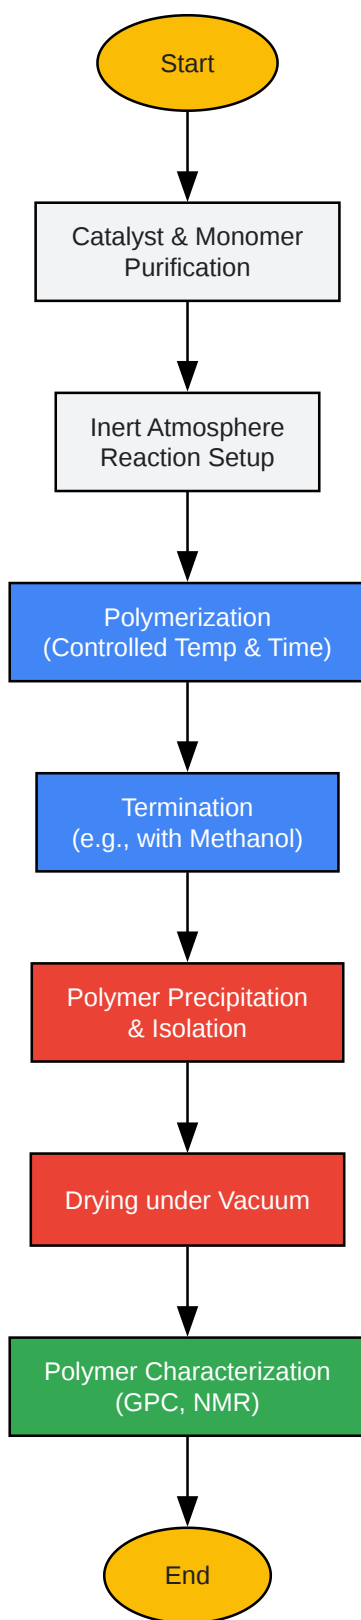 Start
Catalyst & Monomer
Purification
Inert Atmosphere
Reaction Setup
Polymerization
(Controlled Temp & Time)
Termination
(e.g., with Methanol)
Polymer Precipitation
& Isolation
Drying under Vacuum
Polymer Characterization
(GPC, NMR)
End